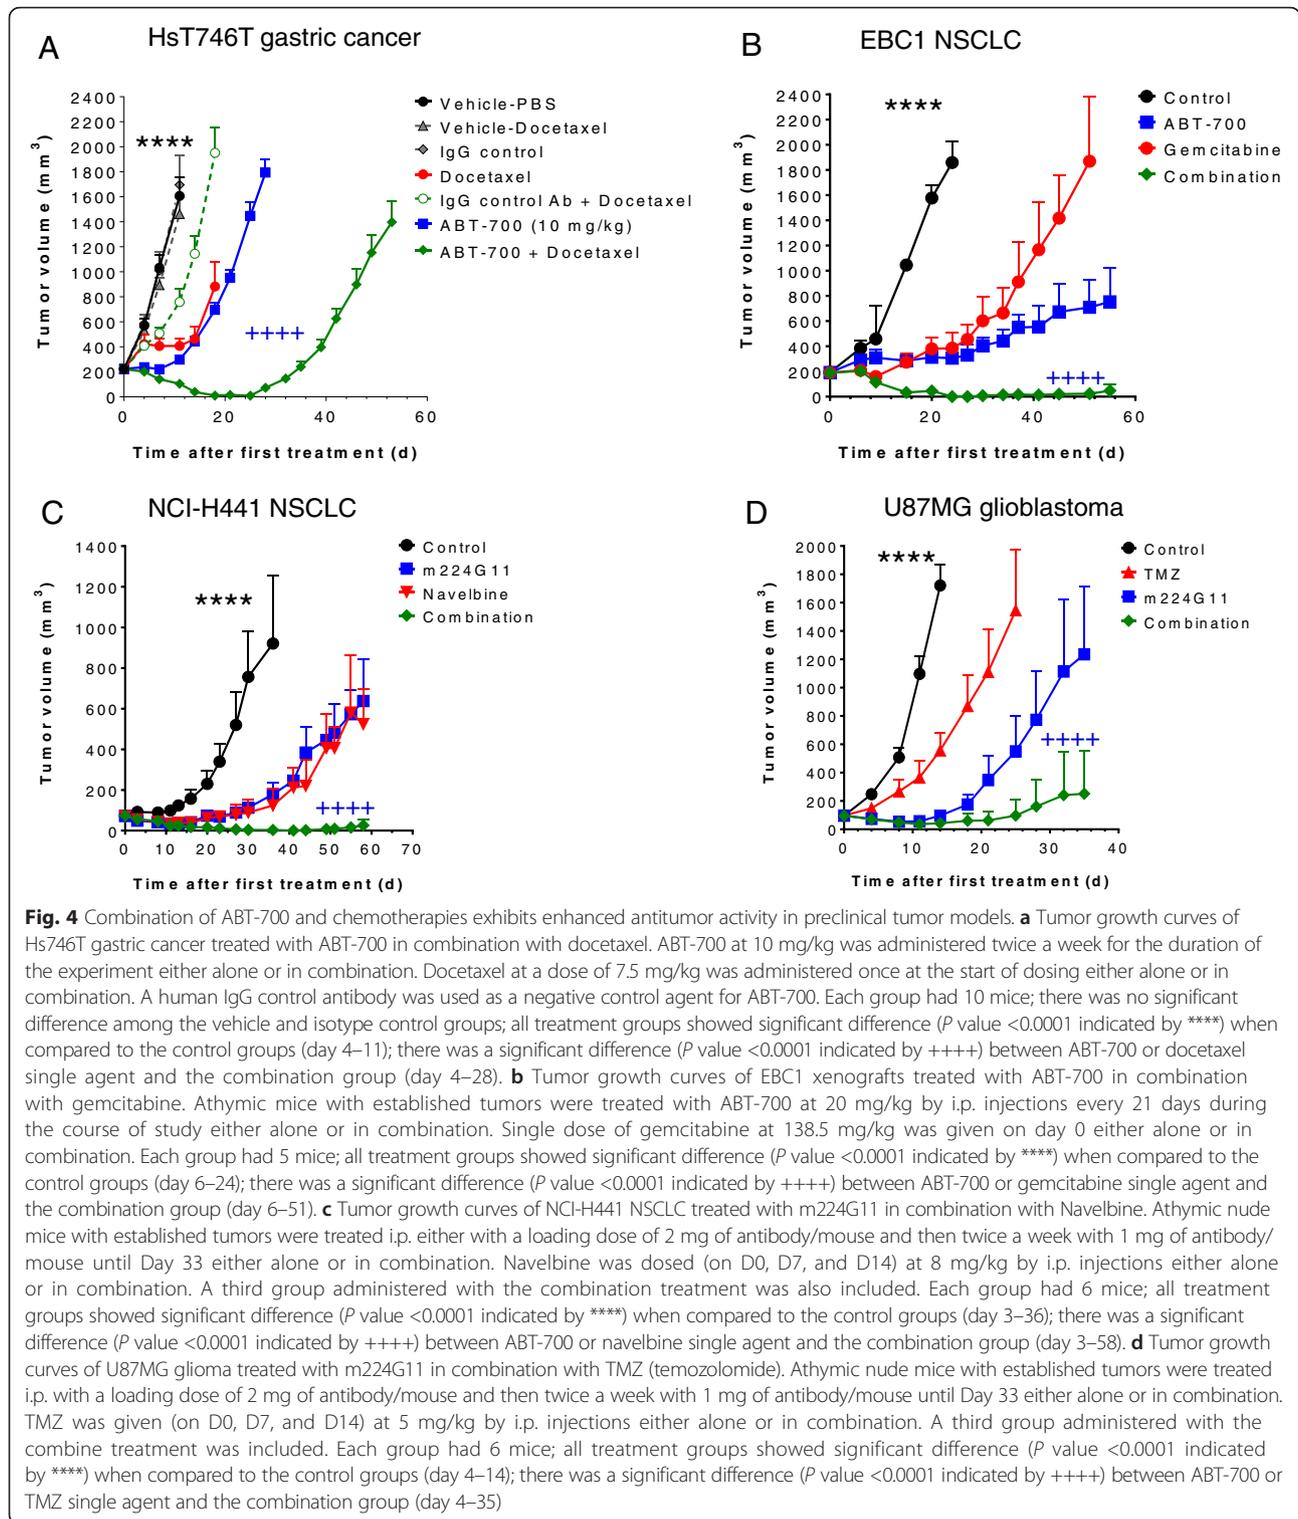 A
HsT746T gastric cancer
Tumor volume (mm3)
2400
2200
2000
1800
1600
1400
1200
1000
800
600
400
200
0
****
++++
0 20 40 60
Time after first treatment (d)
Vehicle-PBS
Vehicle-Docetaxel
IgG control
Docetaxel
IgG control Ab + Docetaxel
ABT-700 (10 mg/kg)
ABT-700 + Docetaxel
B
EBC1 NSCLC
Tumor volume (mm3)
2400
2200
2000
1800
1600
1400
1200
1000
800
600
400
200
0
****
++++
0 20 40 60
Time after first treatment (d)
Control
ABT-700
Gemcitabine
Combination
C
NCI-H441 NSCLC
Tumor volume (mm3)
1400
1200
1000
800
600
400
200
0
****
++++
0 10 20 30 40 50 60 70
Time after first treatment (d)
Control
m224G11
Navelbine
Combination
D
U87MG glioblastoma
Tumor volume (mm3)
2000
1800
1600
1400
1200
1000
800
600
400
200
0
****
++++
0 10 20 30 40
Time after first treatment (d)
Control
TMZ
m224G11
Combination
Fig. 4 Combination of ABT-700 and chemotherapies exhibits enhanced antitumor activity in preclinical tumor models. a Tumor growth curves of
Hs746T gastric cancer treated with ABT-700 in combination with docetaxel. ABT-700 at 10 mg/kg was administered twice a week for the duration of
the experiment either alone or in combination. Docetaxel at a dose of 7.5 mg/kg was administered once at the start of dosing either alone or in
combination. A human IgG control antibody was used as a negative control agent for ABT-700. Each group had 10 mice; there was no significant
difference among the vehicle and isotype control groups; all treatment groups showed significant difference (P value <0.0001 indicated by ****) when
compared to the control groups (day 4–11); there was a significant difference (P value <0.0001 indicated by ++++) between ABT-700 or docetaxel
single agent and the combination group (day 4–28). b Tumor growth curves of EBC1 xenografts treated with ABT-700 in combination
with gemcitabine. Athymic mice with established tumors were treated with ABT-700 at 20 mg/kg by i.p. injections every 21 days during
the course of study either alone or in combination. Single dose of gemcitabine at 138.5 mg/kg was given on day 0 either alone or in
combination. Each group had 5 mice; all treatment groups showed significant difference (P value <0.0001 indicated by ****) when compared to the
control groups (day 6–24); there was a significant difference (P value <0.0001 indicated by ++++) between ABT-700 or gemcitabine single agent and
the combination group (day 6–51). c Tumor growth curves of NCI-H441 NSCLC treated with m224G11 in combination with Navelbine. Athymic nude
mice with established tumors were treated i.p. either with a loading dose of 2 mg of antibody/mouse and then twice a week with 1 mg of antibody/
mouse until Day 33 either alone or in combination. Navelbine was dosed (on D0, D7, and D14) at 8 mg/kg by i.p. injections either alone
or in combination. A third group administered with the combination treatment was also included. Each group had 6 mice; all treatment
groups showed significant difference (P value <0.0001 indicated by ****) when compared to the control groups (day 3–36); there was a significant
difference (P value <0.0001 indicated by ++++) between ABT-700 or navelbine single agent and the combination group (day 3–58). d Tumor growth
curves of U87MG glioma treated with m224G11 in combination with TMZ (temozolomide). Athymic nude mice with established tumors were treated
i.p. with a loading dose of 2 mg of antibody/mouse and then twice a week with 1 mg of antibody/mouse until Day 33 either alone or in combination.
TMZ was given (on D0, D7, and D14) at 5 mg/kg by i.p. injections either alone or in combination. A third group administered with the
combine treatment was included. Each group had 6 mice; all treatment groups showed significant difference (P value <0.0001 indicated
by ****) when compared to the control groups (day 4–14); there was a significant difference (P value <0.0001 indicated by ++++) between ABT-700 or
TMZ single agent and the combination group (day 4–35)